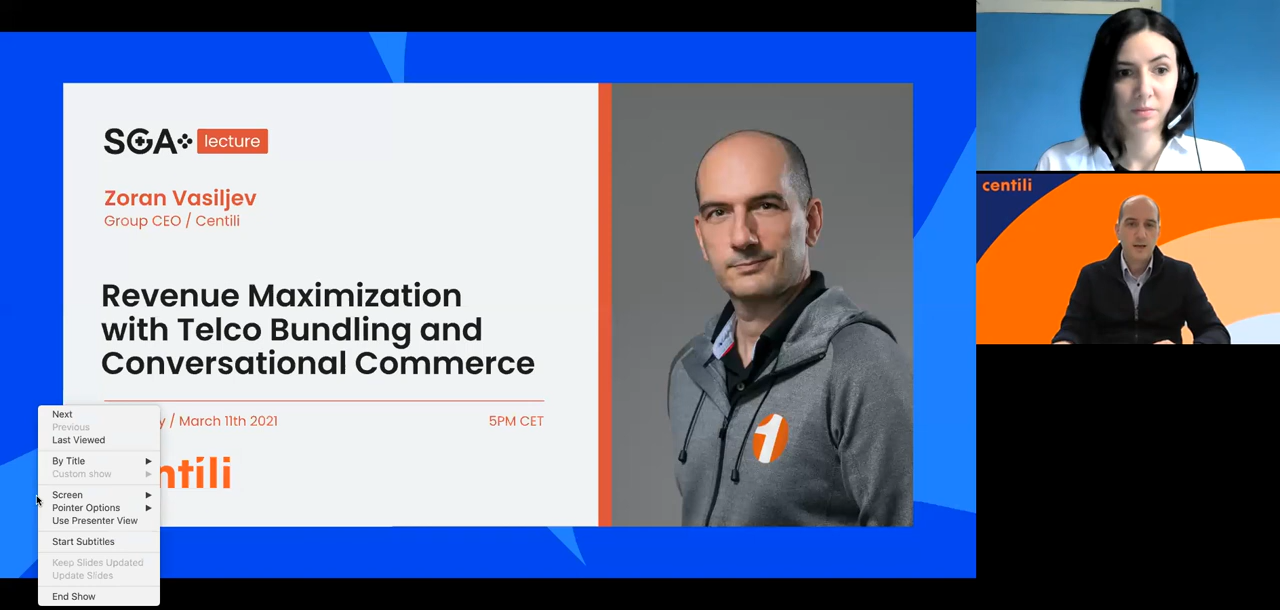 SGA lecture
Zoran Vasiljev
Group CEO / Centili
Revenue Maximization
with Telco Bundling and
Conversational Commerce
y / March 11th 2021
5PM CET
ntili
1
Next
Previous
Last Viewed
By Title
Custom show
Screen
Pointer Options
Use Presenter View
Start Subtitles
Keep Slides Updated
Update Slides
End Show
centili